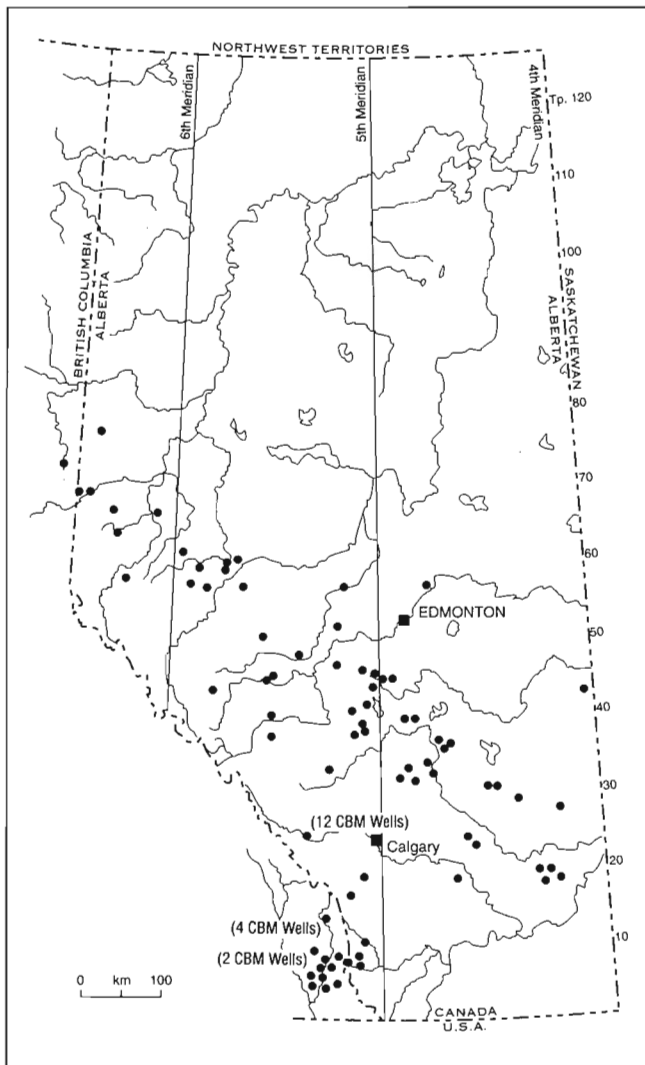 NORTHWEST TERRITORIES
6th Meridian
5th Meridian
4th Meridian
Tp. 120
110
100
BRITISH COLUMBIA
ALBERTA
SASKATCHEWAN
ALBERTA
80
70
60
EDMONTON
50
40
30
(12 CBM Wells)
Calgary
20
(4 CBM Wells)
(2 CBM Wells)
10
0 km 100
CANADA
U.S.A.